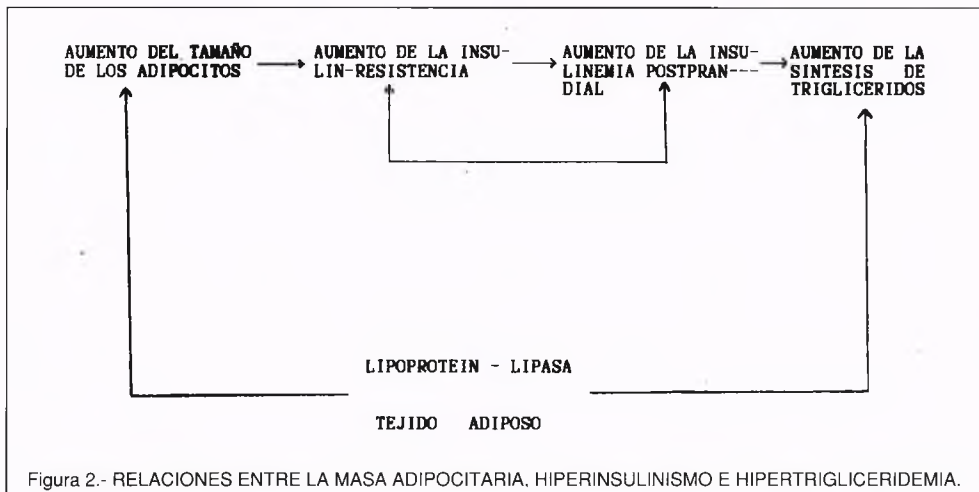 AUMENTO DEL TAMAÑO
DE LOS ADIPOCITOS
AUMENTO DE LA INSU-
LIN-RESISTENCIA
AUMENTO DE LA INSU-
LINEMIA POSTPRAN---
DIAL
AUMENTO DE LA
SINTESIS DE
TRIGLICERIDOS
LIPOPROTEIN - LIPASA
TEJIDO ADIPOSO
Figura 2.- RELACIONES ENTRE LA MASA ADIPOCITARIA, HIPERINSULINISMO E HIPERTRIGLICERIDEMIA.